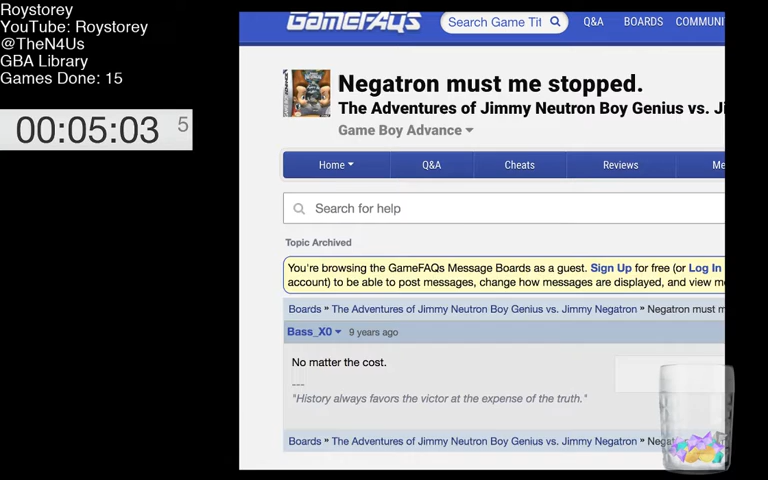 Roystorey
YouTube: Roystorey
@TheN4Us
GBA Library
Games Done: 15
00:05:03 5
GameFAQs
Search Game Tit
Q&A
BOARDS
COMMUNI
Negatron must me stopped.
The Adventures of Jimmy Neutron Boy Genius vs. Ji
Game Boy Advance
Home
Q&A
Cheats
Reviews
Me
Search for help
Topic Archived
You're browsing the GameFAQs Message Boards as a guest. Sign Up for free (or Log In
account) to be able to post messages, change how messages are displayed, and view me
Boards » The Adventures of Jimmy Neutron Boy Genius vs. Jimmy Negatron » Negatron must m
Bass_X0 9 years ago
No matter the cost.
---
"History always favors the victor at the expense of the truth."
Boards » The Adventures of Jimmy Neutron Boy Genius vs. Jimmy Negatron » Nega